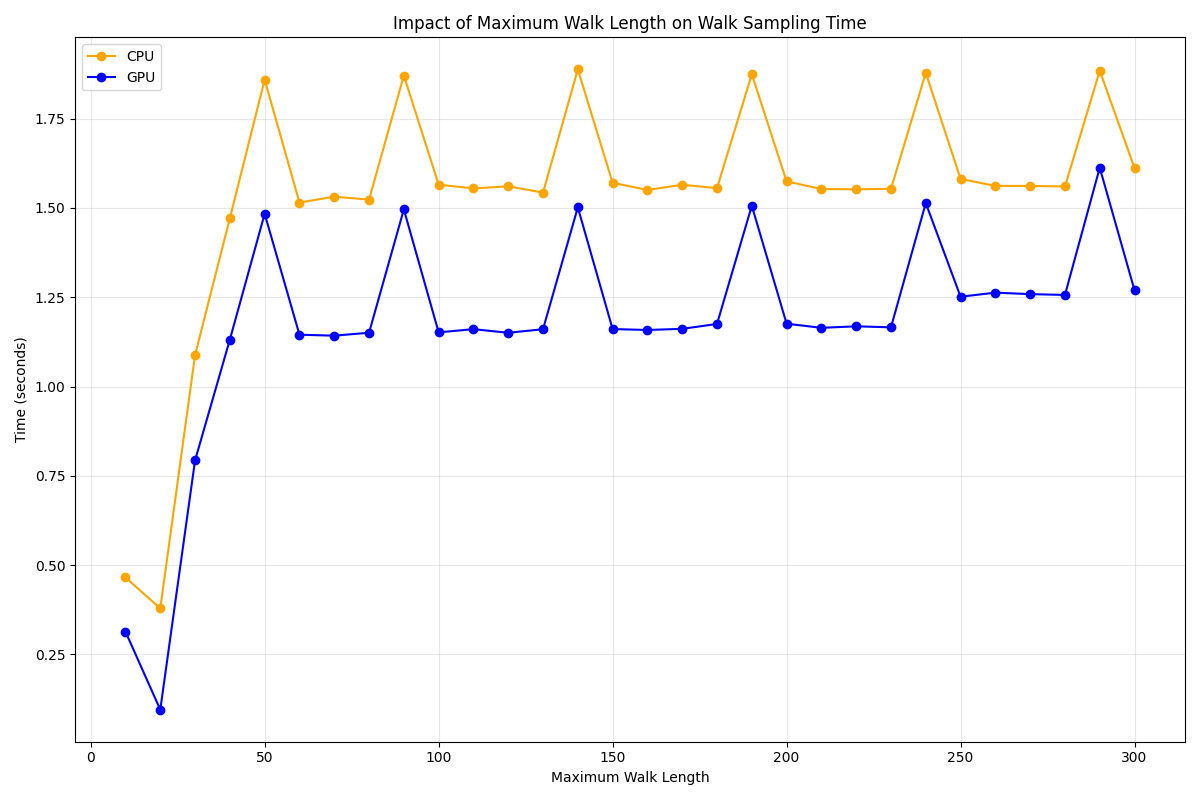 Impact of Maximum Walk Length on Walk Sampling Time
CPU
GPU
Time (seconds)
1.75
1.50
1.25
1.00
0.75
0.50
0.25
0 50 100 150 200 250 300
Maximum Walk Length